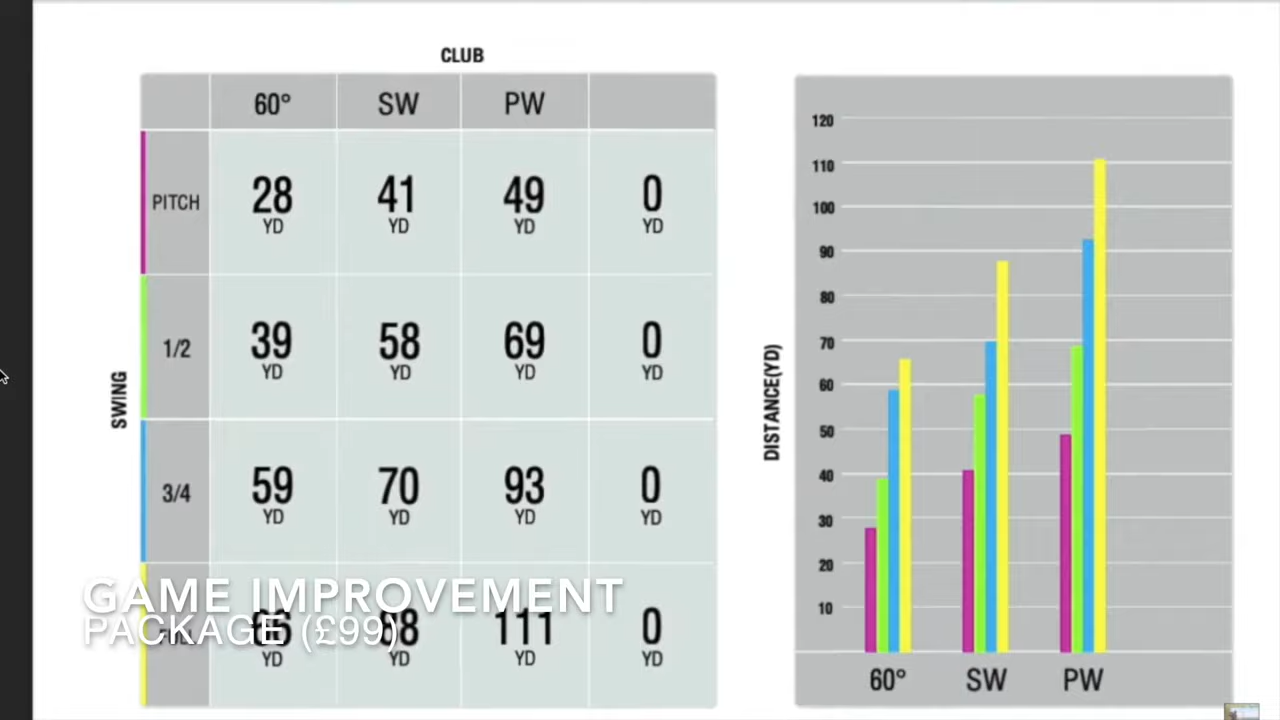 CLUB
60° SW PW
PITCH 28 YD 41 YD 49 YD 0 YD
1/2 39 YD 58 YD 69 YD 0 YD
3/4 59 YD 70 YD 93 YD 0 YD
66 YD 88 YD 111 YD 0 YD
SWING
GAME IMPROVEMENT
PACKAGE (£99)
DISTANCE(YD)
120
110
100
90
80
70
60
50
40
30
20
10
60° SW PW